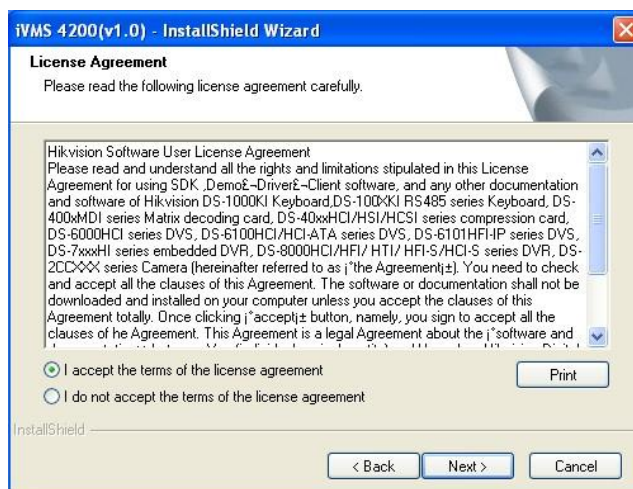 iVMS 4200(v1.0) - InstallShield Wizard
License Agreement
Please read the following license agreement carefully.
Hikvision Software User License Agreement
Please read and understand all the rights and limitations stipulated in this License
Agreement for using SDK ,Demo£¬Driver£¬Client software, and any other documentation
and software of Hikvision DS-1000KI Keyboard,DS-100XKI RS485 series Keyboard, DS-
400xMDI series Matrix decoding card, DS-40xxHCI/HSI/HCSI series compression card,
DS-6000HCI series DVS, DS-6100HCI/HCI-ATA series DVS, DS-6101HFI-IP series DVS,
DS-7xxxHI series embedded DVR, DS-8000HCI/HFI/ HTI/ HFI-S/HCI-S series DVR, DS-
2CCXXX series Camera (hereinafter referred to as ¡°the Agreement¡±). You need to check
and accept all the clauses of this Agreement. The software or documentation shall not be
downloaded and installed on your computer unless you accept the clauses of this
Agreement totally. Once clicking ¡°accept¡± button, namely, you sign to accept all the
clauses of he Agreement. This Agreement is a legal Agreement about the ¡°software and
I accept the terms of the license agreement
Print
I do not accept the terms of the license agreement
InstallShield
< Back
Next >
Cancel